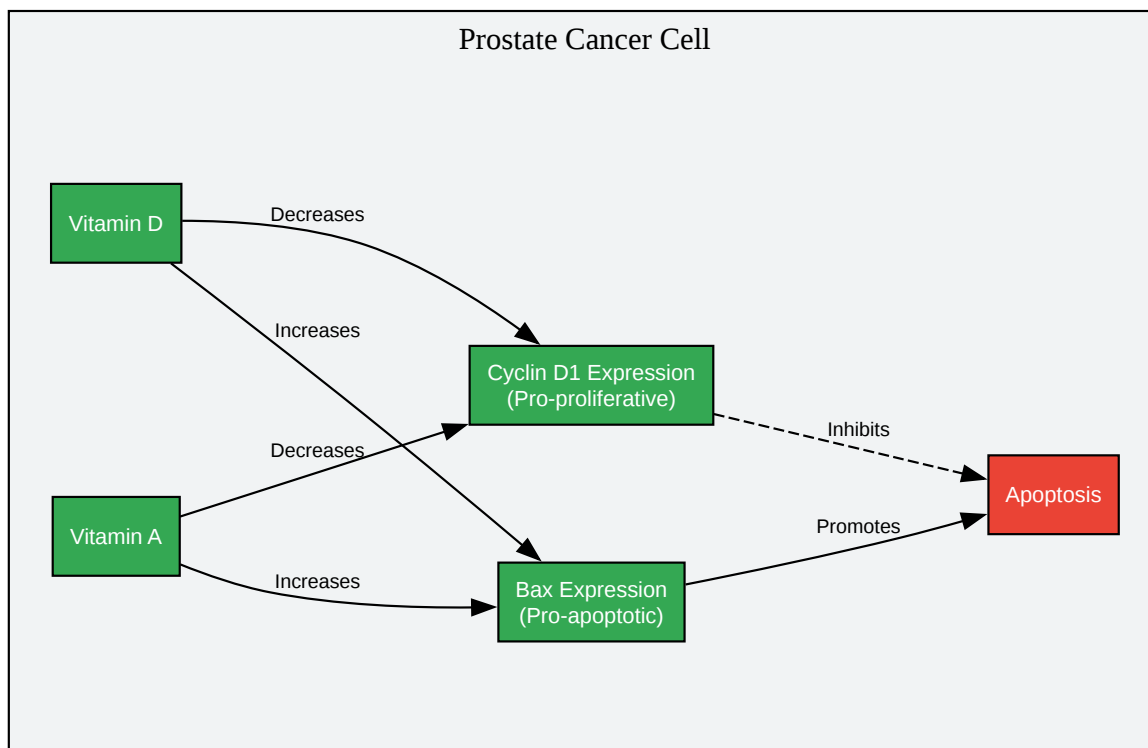 Prostate Cancer Cell
Vitamin D
Decreases
Increases
Cyclin D1 Expression
(Pro-proliferative)
Inhibits
Decreases
Apoptosis
Vitamin A
Promotes
Increases
Bax Expression
(Pro-apoptotic)